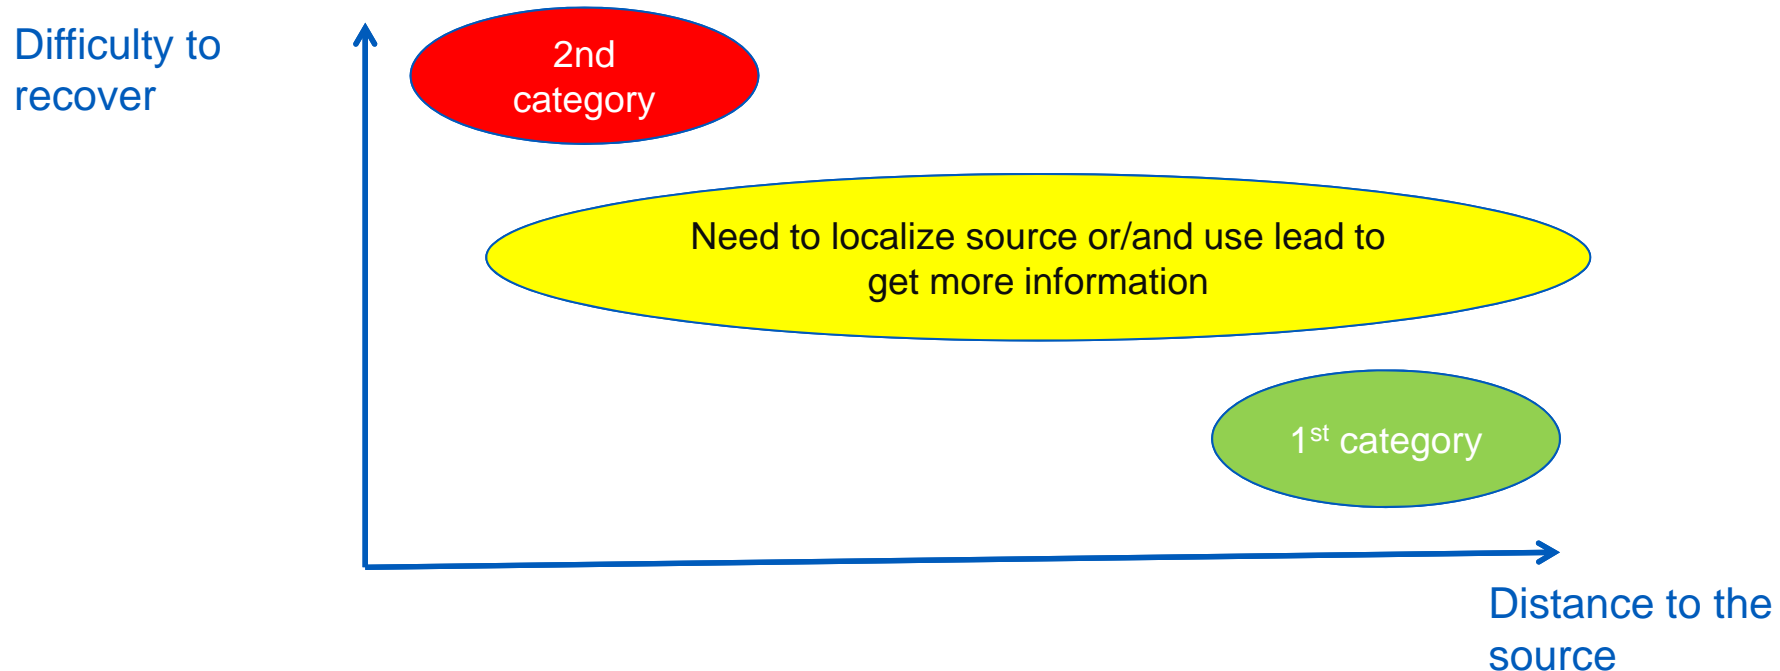 Difficulty to
recover
2nd
category
Need to localize source or/and use lead to
get more information
1st category
Distance to the
source